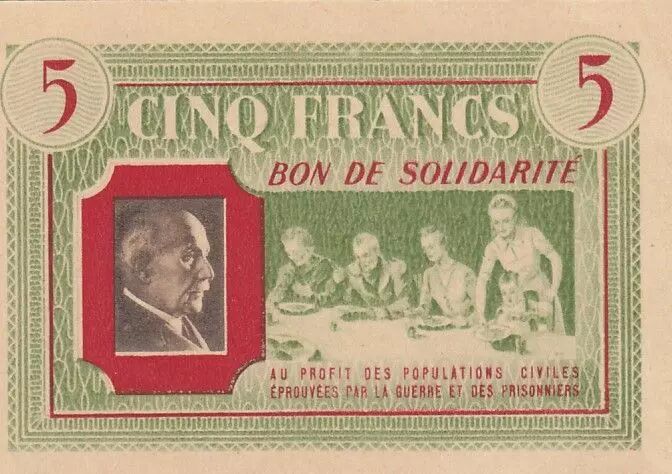 5 5
CINQ FRANCS
BON DE SOLIDARITÉ
AU PROFIT DES POPULATIONS CIVILES
ÉPROUVÉES PAR LA GUERRE ET DES PRISONNIERS